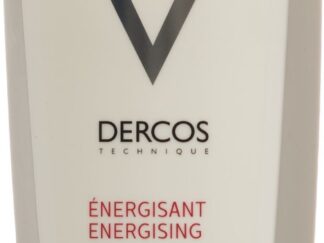 V
DERCOS
TECHNIQUE
ÉNERGISANT
ENERGISING